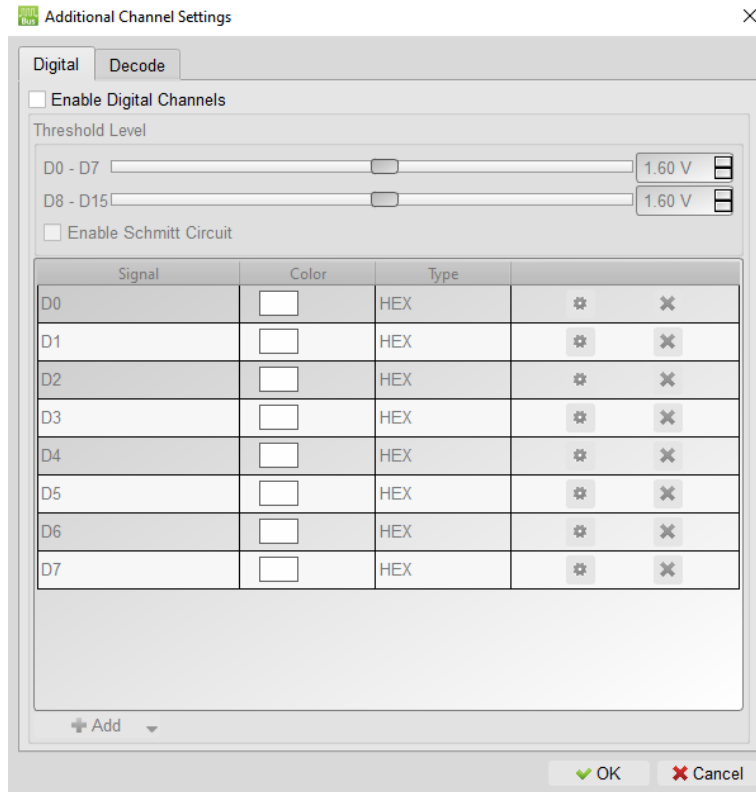 Bus Additional Channel Settings
Digital Decode
Enable Digital Channels
Threshold Level
D0 - D7 1.60 V
D8 - D15 1.60 V
Enable Schmitt Circuit
Signal Color Type
D0 HEX
D1 HEX
D2 HEX
D3 HEX
D4 HEX
D5 HEX
D6 HEX
D7 HEX
Add
OK Cancel